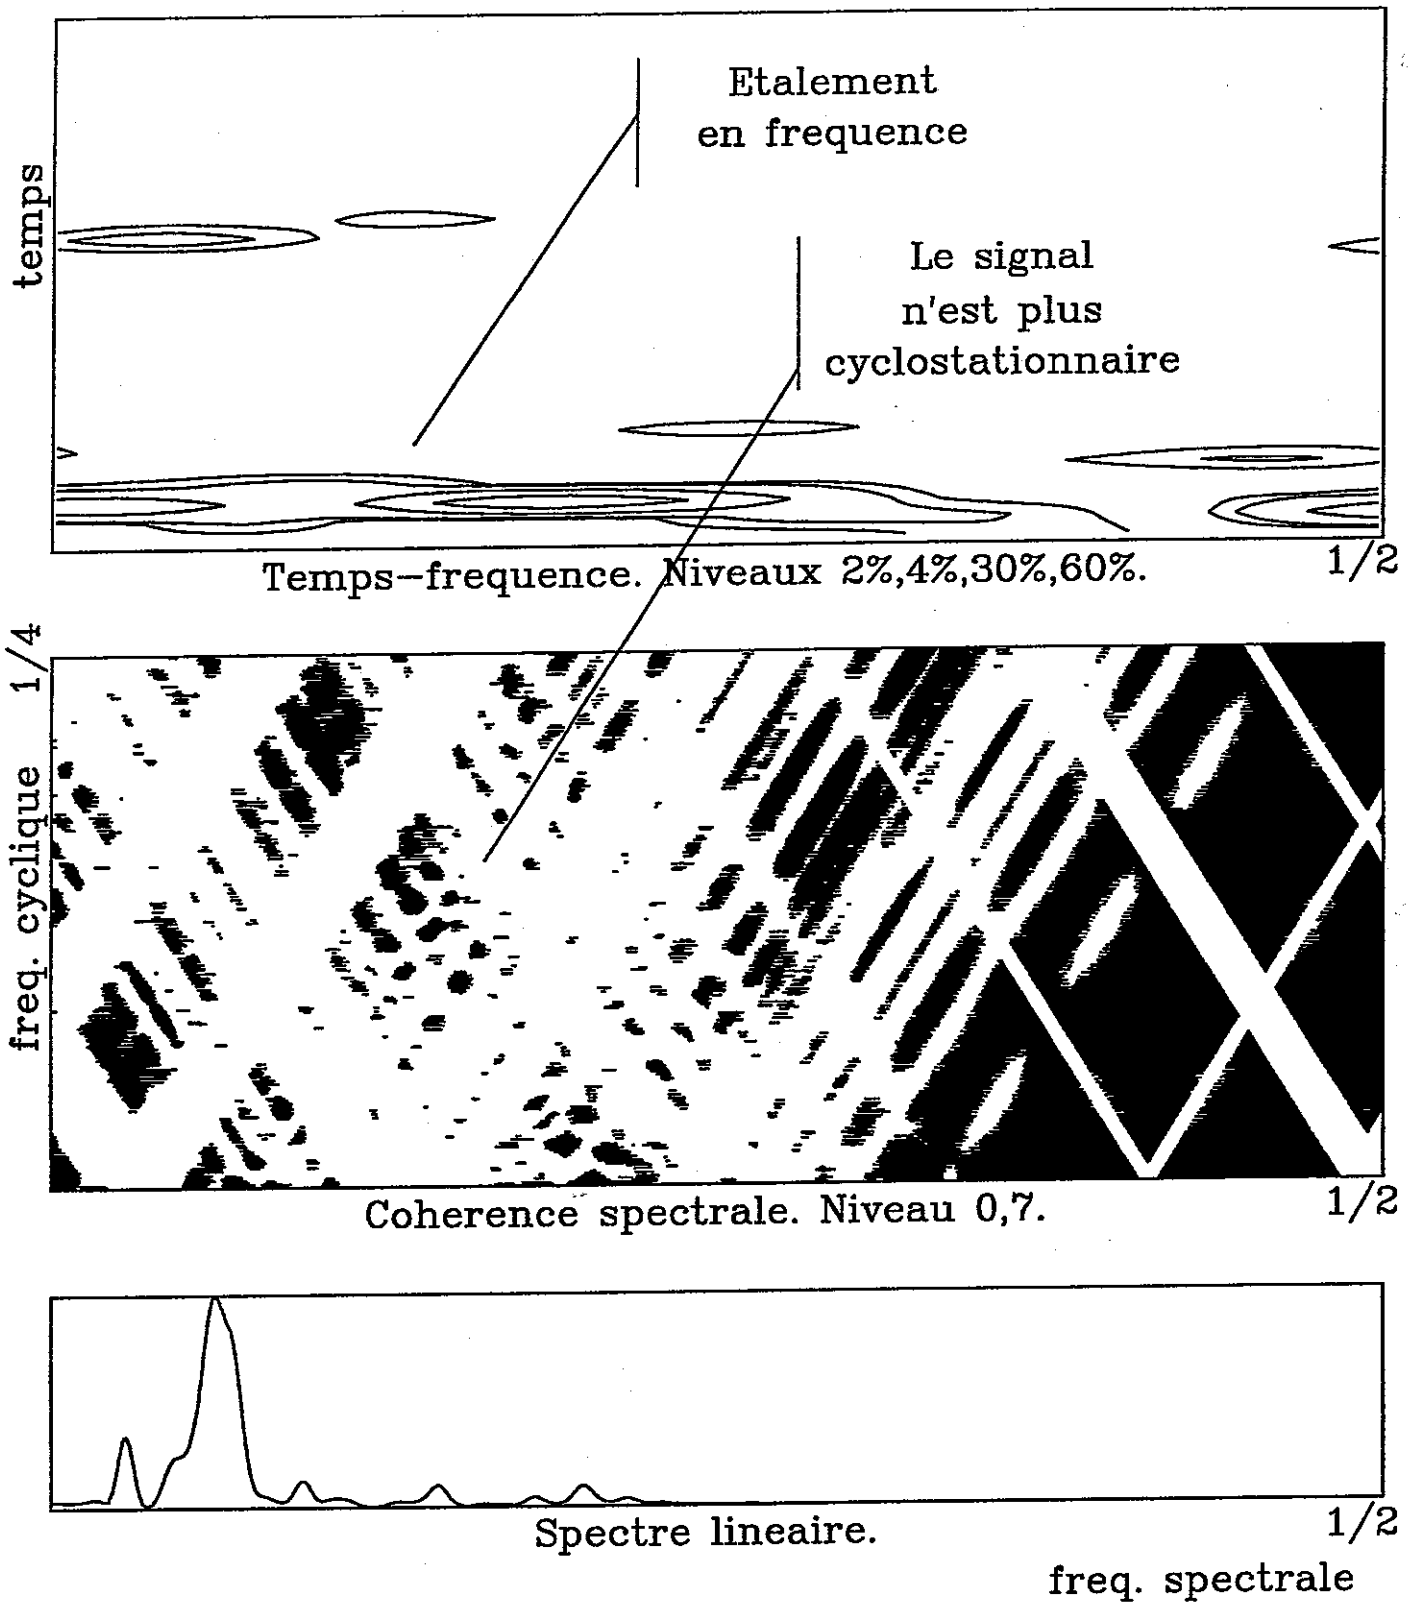 Etalement
en frequence
temps
Le signal
n'est plus
cyclostationnaire
Temps-frequence. Niveaux 2%,4%,30%,60%.
1/2
freq. cyclique 1/4
Coherence spectrale. Niveau 0,7.
1/2
Spectre lineaire.
1/2
freq. spectrale